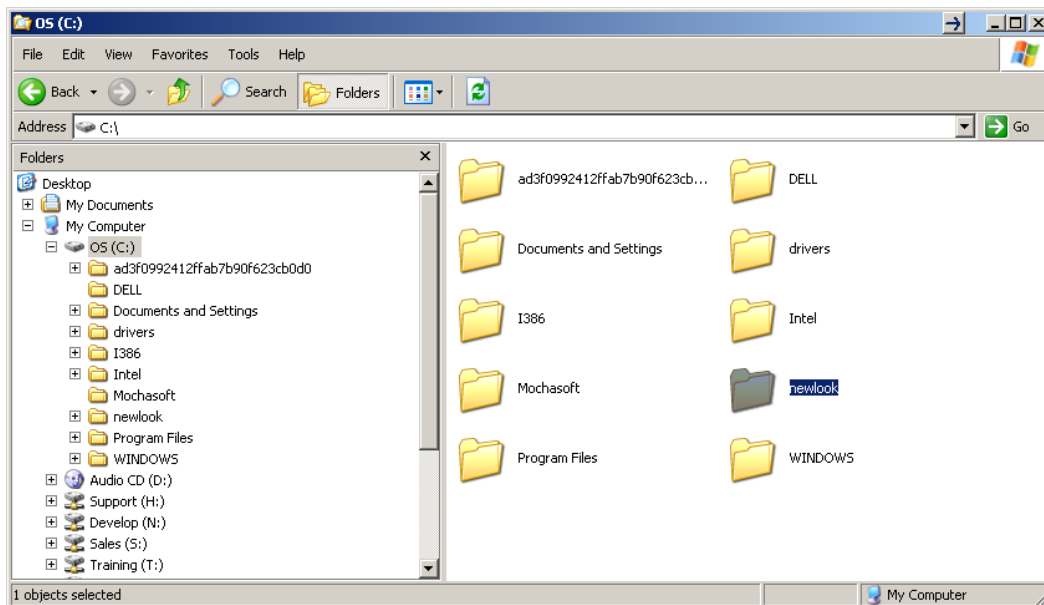 OS (C:)
File Edit View Favorites Tools Help
Back Search Folders
Address C:\ Go
Folders
Desktop
My Documents
My Computer
OS (C:)
ad3f0992412ffab7b90f623cb0d0
DELL
Documents and Settings
drivers
I386
Intel
Mochasoft
newlook
Program Files
WINDOWS
Audio CD (D:)
Support (H:)
Develop (N:)
Sales (S:)
Training (T:)
ad3f0992412ffab7b90f623cb... DELL
Documents and Settings drivers
I386 Intel
Mochasoft newlook
Program Files WINDOWS
1 objects selected My Computer